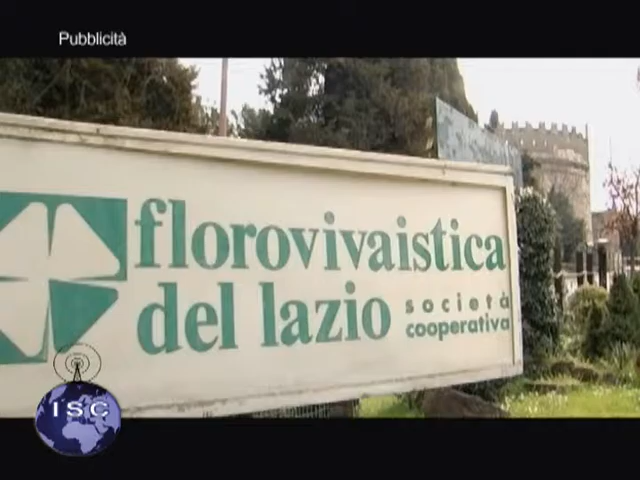 Pubblicità
florovivaistica
del lazio
società
cooperativa
ISC